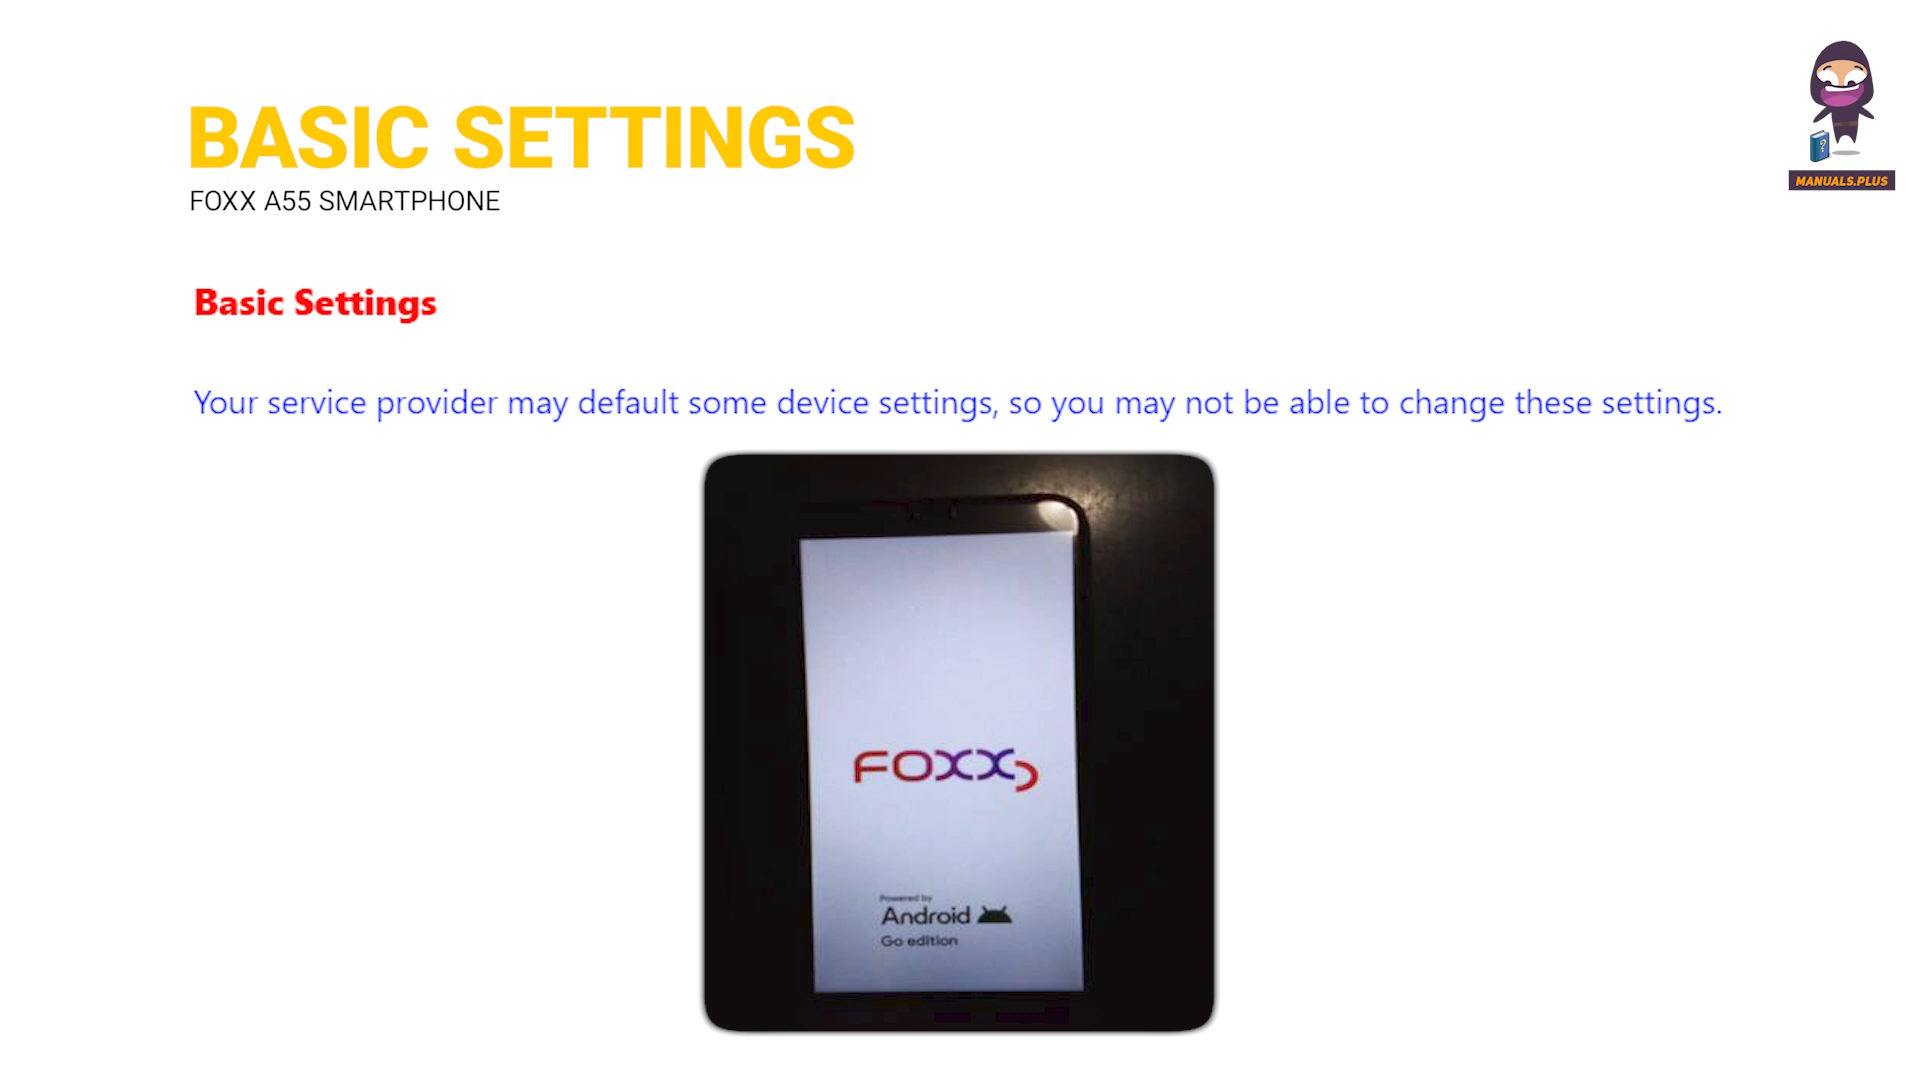 BASIC SETTINGS
FOXX A55 SMARTPHONE
MANUALS.PLUS
Basic Settings
Your service provider may default some device settings, so you may not be able to change these settings.
FOXX
Powered by
Android
Go edition